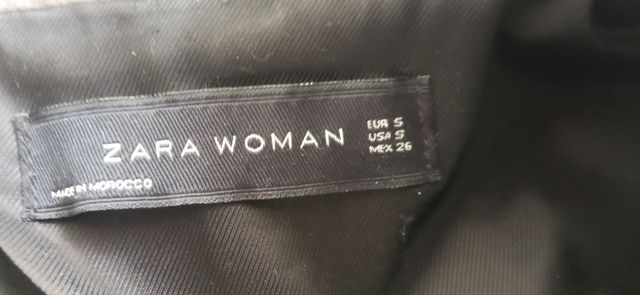 ZARA WOMAN
EUR S
USA S
MEX 26
MADE IN MOROCCO